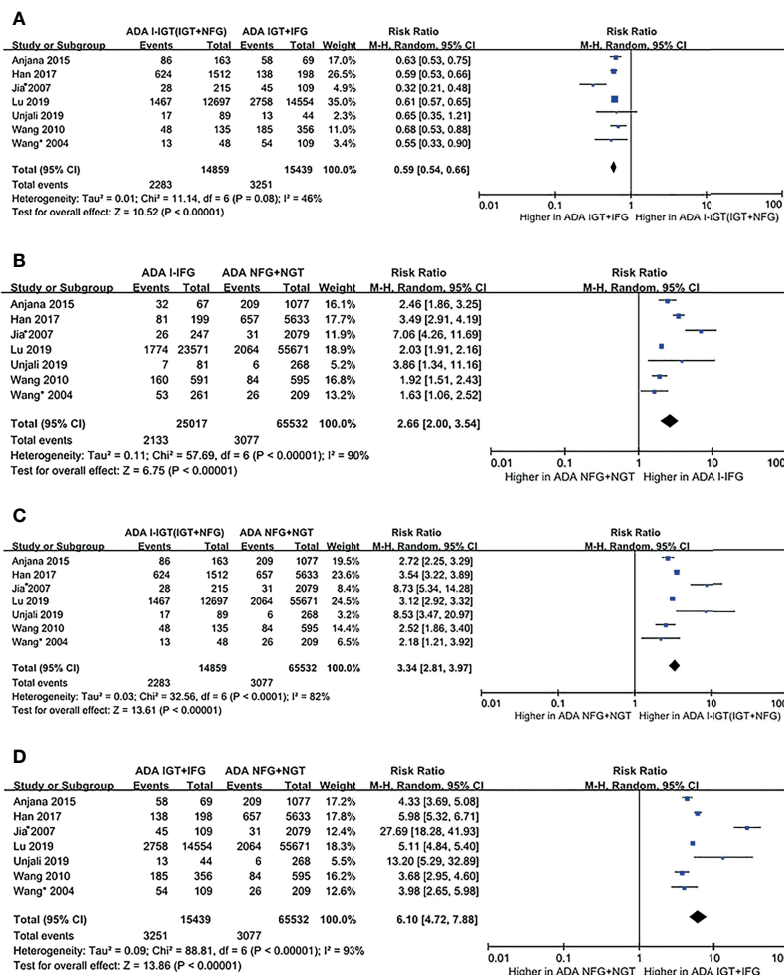 A
ADA I-IGT(IGT+NFG) ADA IGT+IFG Risk Ratio Risk Ratio
Study or Subgroup Events Total Events Total Weight M-H, Random, 95% CI M-H, Random, 95% CI
Anjana 2015 86 163 58 69 17.0% 0.63 [0.53, 0.75]
Han 2017 624 1512 138 198 26.5% 0.59 [0.53, 0.66]
Jia*2007 28 215 45 109 4.9% 0.32 [0.21, 0.48]
Lu 2019 1467 12697 2758 14554 35.0% 0.61 [0.57, 0.65]
Unjali 2019 17 89 13 44 2.3% 0.65 [0.35, 1.21]
Wang 2010 48 135 185 356 11.0% 0.68 [0.53, 0.88]
Wang* 2004 13 48 54 109 3.4% 0.55 [0.33, 0.90]
Total (95% CI) 14859 15439 100.0% 0.59 [0.54, 0.66]
Total events 2283 3251
Heterogeneity: Tau² = 0.01; Chi² = 11.14, df = 6 (P = 0.08); I² = 46%
Test for overall effect: Z = 10.52 (P < 0.00001)
0.01 0.1 1 10 100
Higher in ADA IGT+IFG Higher in ADA I-IGT(IGT+NFG)
B
ADA I-IFG ADA NFG+NGT Risk Ratio Risk Ratio
Study or Subgroup Events Total Events Total Weight M-H, Random, 95% CI M-H, Random, 95% CI
Anjana 2015 32 67 209 1077 16.1% 2.46 [1.86, 3.25]
Han 2017 81 199 657 5633 17.7% 3.49 [2.91, 4.19]
Jia*2007 26 247 31 2079 11.9% 7.06 [4.26, 11.69]
Lu 2019 1774 23571 2064 55671 18.9% 2.03 [1.91, 2.16]
Unjali 2019 7 81 6 268 5.2% 3.86 [1.34, 11.16]
Wang 2010 160 591 84 595 16.8% 1.92 [1.51, 2.43]
Wang* 2004 53 261 26 209 13.2% 1.63 [1.06, 2.52]
Total (95% CI) 25017 65532 100.0% 2.66 [2.00, 3.54]
Total events 2133 3077
Heterogeneity: Tau² = 0.11; Chi² = 57.69, df = 6 (P < 0.00001); I² = 90%
Test for overall effect: Z = 6.75 (P < 0.00001)
0.01 0.1 1 10 100
Higher in ADA NFG+NGT Higher in ADA I-IFG
C
ADA I-IGT(IGT+NFG) ADA NFG+NGT Risk Ratio Risk Ratio
Study or Subgroup Events Total Events Total Weight M-H, Random, 95% CI M-H, Random, 95% CI
Anjana 2015 86 163 209 1077 19.5% 2.72 [2.25, 3.29]
Han 2017 624 1512 657 5633 23.6% 3.54 [3.22, 3.89]
Jia*2007 28 215 31 2079 8.4% 8.73 [5.34, 14.28]
Lu 2019 1467 12697 2064 55671 24.5% 3.12 [2.92, 3.32]
Unjali 2019 17 89 6 268 3.2% 8.53 [3.47, 20.97]
Wang 2010 48 135 84 595 14.4% 2.52 [1.86, 3.40]
Wang* 2004 13 48 26 209 6.5% 2.18 [1.21, 3.92]
Total (95% CI) 14859 65532 100.0% 3.34 [2.81, 3.97]
Total events 2283 3077
Heterogeneity: Tau² = 0.03; Chi² = 32.56, df = 6 (P < 0.0001); I² = 82%
Test for overall effect: Z = 13.61 (P < 0.00001)
0.01 0.1 1 10 100
Higher in ADA NFG+NGT Higher in ADA I-IGT(IGT+NFG)
D
ADA IGT+IFG ADA NFG+NGT Risk Ratio Risk Ratio
Study or Subgroup Events Total Events Total Weight M-H, Random, 95% CI M-H, Random, 95% CI
Anjana 2015 58 69 209 1077 17.2% 4.33 [3.69, 5.08]
Han 2017 138 198 657 5633 17.9% 5.98 [5.32, 6.71]
Jia*2007 45 109 31 2079 12.4% 27.69 [18.28, 41.93]
Lu 2019 2758 14554 2064 55671 18.3% 5.11 [4.84, 5.40]
Unjali 2019 13 44 6 268 5.5% 13.20 [5.29, 32.89]
Wang 2010 185 356 84 595 16.2% 3.68 [2.95, 4.60]
Wang* 2004 54 109 26 209 12.6% 3.98 [2.65, 5.98]
Total (95% CI) 15439 65532 100.0% 6.10 [4.72, 7.88]
Total events 3251 3077
Heterogeneity: Tau² = 0.09; Chi² = 88.81, df = 6 (P < 0.00001); I² = 93%
Test for overall effect: Z = 13.86 (P < 0.00001)
0.01 0.1 1 10 100
Higher in ADA NFG+NGT Higher in ADA IGT+IFG